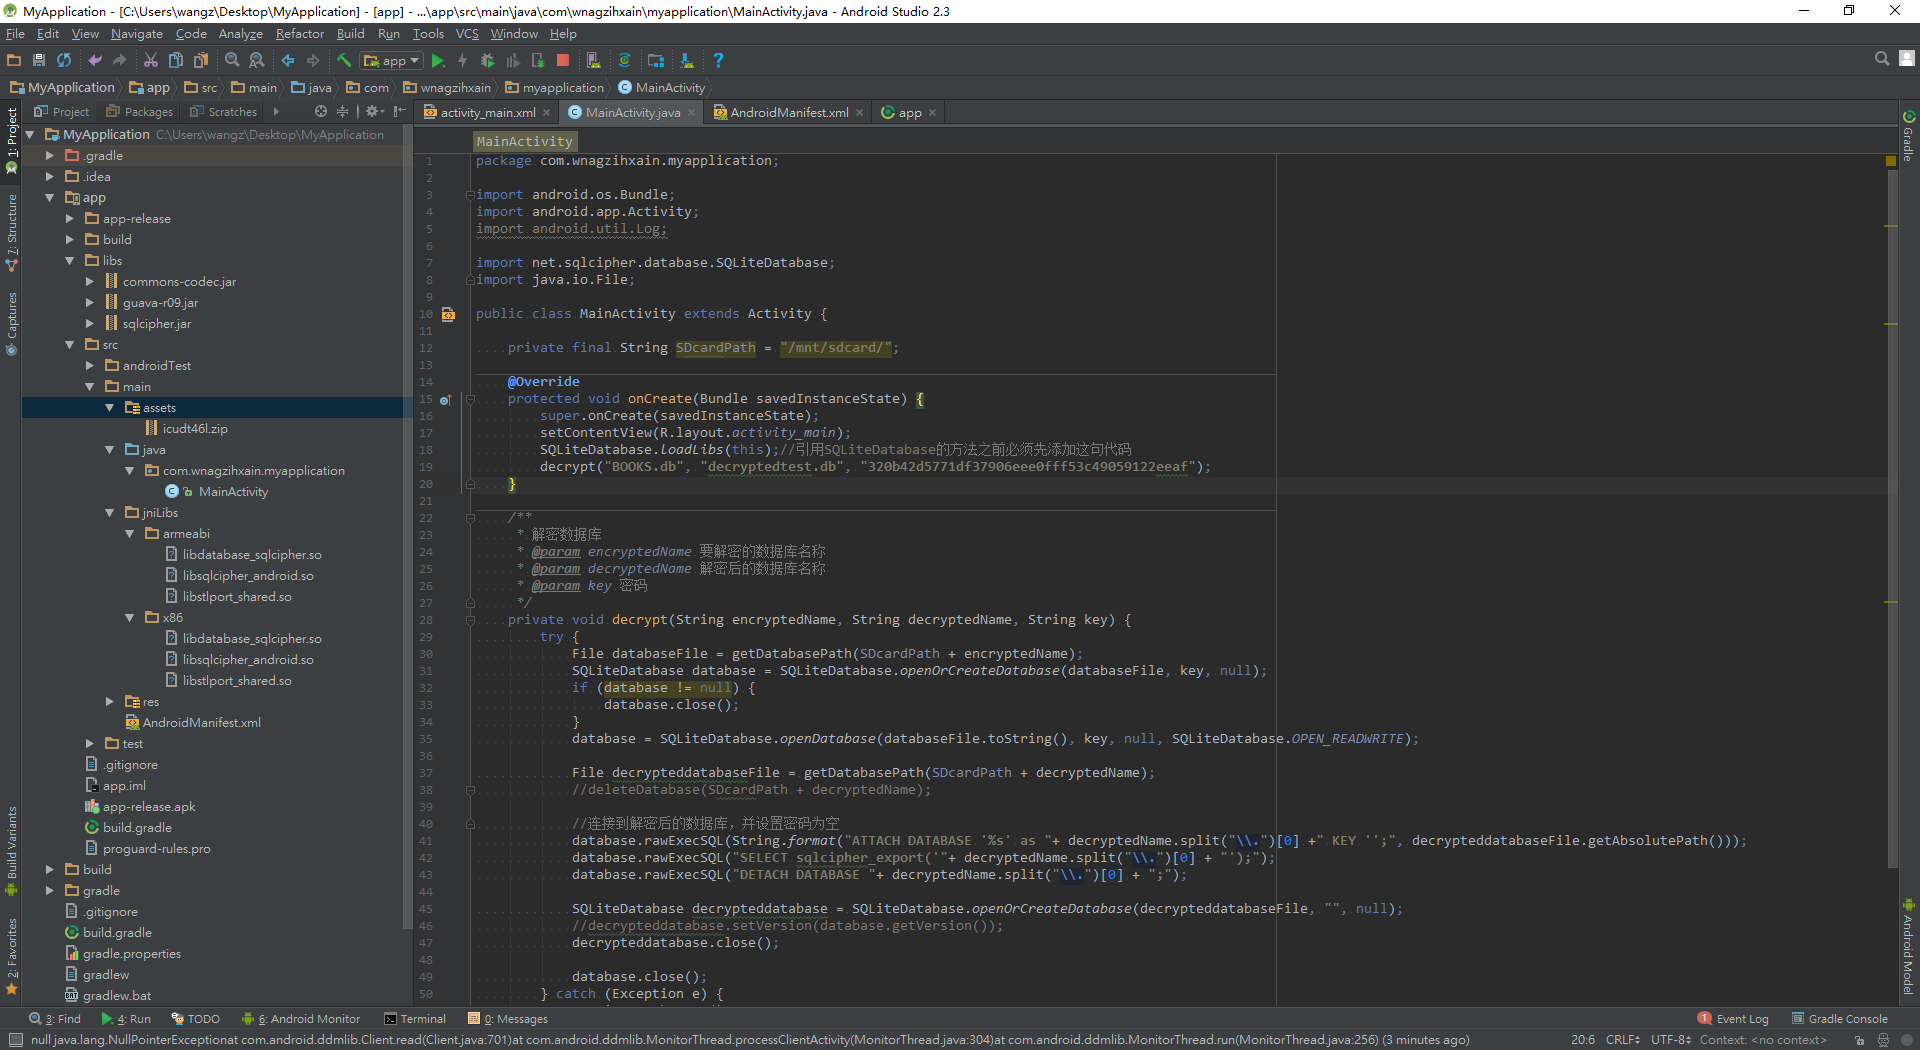 MyApplication - [C:\Users\wangz\Desktop\MyApplication] - [app] - ...\app\src\main\java\com\wnagzihxain\myapplication\MainActivity.java - Android Studio 2.3
File Edit View Navigate Code Analyze Refactor Build Run Tools VCS Window Help
app
MyApplication app src main java com wnagzihxain myapplication MainActivity
Project Packages Scratches
activity_main.xml MainActivity.java AndroidManifest.xml app
1: Project
7: Structure
Captures
Build Variants
2: Favorites
MyApplication C:\Users\wangz\Desktop\MyApplication
.gradle
.idea
app
app-release
build
libs
commons-codec.jar
guava-r09.jar
sqlcipher.jar
src
androidTest
main
assets
icudt46l.zip
java
com.wnagzihxain.myapplication
MainActivity
jniLibs
armeabi
libdatabase_sqlcipher.so
libsqlcipher_android.so
libstlport_shared.so
x86
libdatabase_sqlcipher.so
libsqlcipher_android.so
libstlport_shared.so
res
AndroidManifest.xml
test
.gitignore
app.iml
app-release.apk
build.gradle
proguard-rules.pro
build
gradle
.gitignore
build.gradle
gradle.properties
gradlew
gradlew.bat
MainActivity
1 package com.wnagzihxain.myapplication;
2
3 import android.os.Bundle;
4 import android.app.Activity;
5 import android.util.Log;
6
7 import net.sqlcipher.database.SQLiteDatabase;
8 import java.io.File;
9
10 public class MainActivity extends Activity {
11
12 private final String SDcardPath = "/mnt/sdcard/";
13
14 @Override
15 protected void onCreate(Bundle savedInstanceState) {
16 super.onCreate(savedInstanceState);
17 setContentView(R.layout.activity_main);
18 SQLiteDatabase.loadLibs(this);//引用SQLiteDatabase的方法之前必须先添加这句代码
19 decrypt("BOOKS.db", "decryptedtest.db", "320b42d5771df37906eee0fff53c49059122eeaf");
20 }
21
22 /**
23 * 解密数据库
24 * @param encryptedName 要解密的数据库名称
25 * @param decryptedName 解密后的数据库名称
26 * @param key 密码
27 */
28 private void decrypt(String encryptedName, String decryptedName, String key) {
29 try {
30 File databaseFile = getDatabasePath(SDcardPath + encryptedName);
31 SQLiteDatabase database = SQLiteDatabase.openOrCreateDatabase(databaseFile, key, null);
32 if (database != null) {
33 database.close();
34 }
35 database = SQLiteDatabase.openDatabase(databaseFile.toString(), key, null, SQLiteDatabase.OPEN_READWRITE);
36
37 File decrypteddatabaseFile = getDatabasePath(SDcardPath + decryptedName);
38 //deleteDatabase(SDcardPath + decryptedName);
39
40 //连接到解密后的数据库，并设置密码为空
41 database.rawExecSQL(String.format("ATTACH DATABASE '%s' as "+ decryptedName.split("\\.")[0] +" KEY '';", decrypteddatabaseFile.getAbsolutePath()));
42 database.rawExecSQL("SELECT sqlcipher_export('"+ decryptedName.split("\\.")[0] + "');");
43 database.rawExecSQL("DETACH DATABASE "+ decryptedName.split("\\.")[0] + ";");
44
45 SQLiteDatabase decrypteddatabase = SQLiteDatabase.openOrCreateDatabase(decrypteddatabaseFile, "", null);
46 //decrypteddatabase.setVersion(database.getVersion());
47 decrypteddatabase.close();
48
49 database.close();
50 } catch (Exception e) {
Gradle
Android Model
3: Find 4: Run TODO 6: Android Monitor Terminal 0: Messages 1 Event Log Gradle Console
null java.lang.NullPointerExceptionat com.android.ddmlib.Client.read(Client.java:701)at com.android.ddmlib.MonitorThread.processClientActivity(MonitorThread.java:304)at com.android.ddmlib.MonitorThread.run(MonitorThread.java:256) (3 minutes ago) 20:6 CRLF UTF-8 Context: <no context>